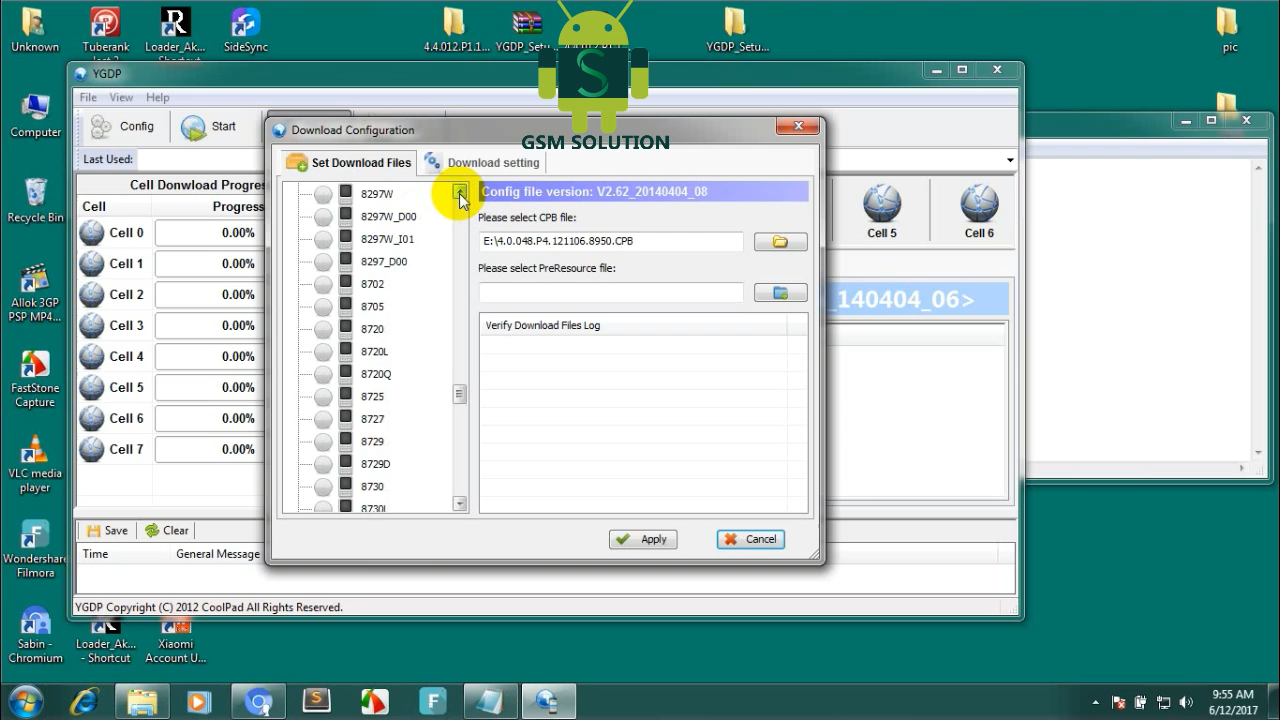 Unknown
Tuberank
Jeet 2
Loader_Ak...
Shortcut
SideSync
4.4.012.P1.1...
YGDP_Setu...
YGDP_Setu...
pic
S
GSM SOLUTION
YGDP
File View Help
Config
Start
Last Used:
Cell Donwload Progres
Cell
Progres
Cell 0 0.00%
Cell 1 0.00%
Cell 2 0.00%
Cell 3 0.00%
Cell 4 0.00%
Cell 5 0.00%
Cell 6 0.00%
Cell 7 0.00%
Save Clear
Time General Message
YGDP Copyright (C) 2012 CoolPad All Rights Reserved.
Download Configuration
Set Download Files
Download setting
8297W
8297W_D00
8297W_I01
8297_D00
8702
8705
8720
8720L
8720Q
8725
8727
8729
8729D
8730
8730L
Config file version: V2.62_20140404_08
Please select CPB file:
E:\4.0.048.P4.121106.8950.CPB
Please select PreResource file:
Verify Download Files Log
Apply
Cancel
Cell 5
Cell 6
_140404_06>
Computer
Recycle Bin
Allok 3GP
PSP MP4...
FastStone
Capture
VLC media
player
Wondershare
Filmora
Sabin -
Chromium
Loader_Ak...
- Shortcut
Xiaomi
Account U...
9:55 AM
6/12/2017